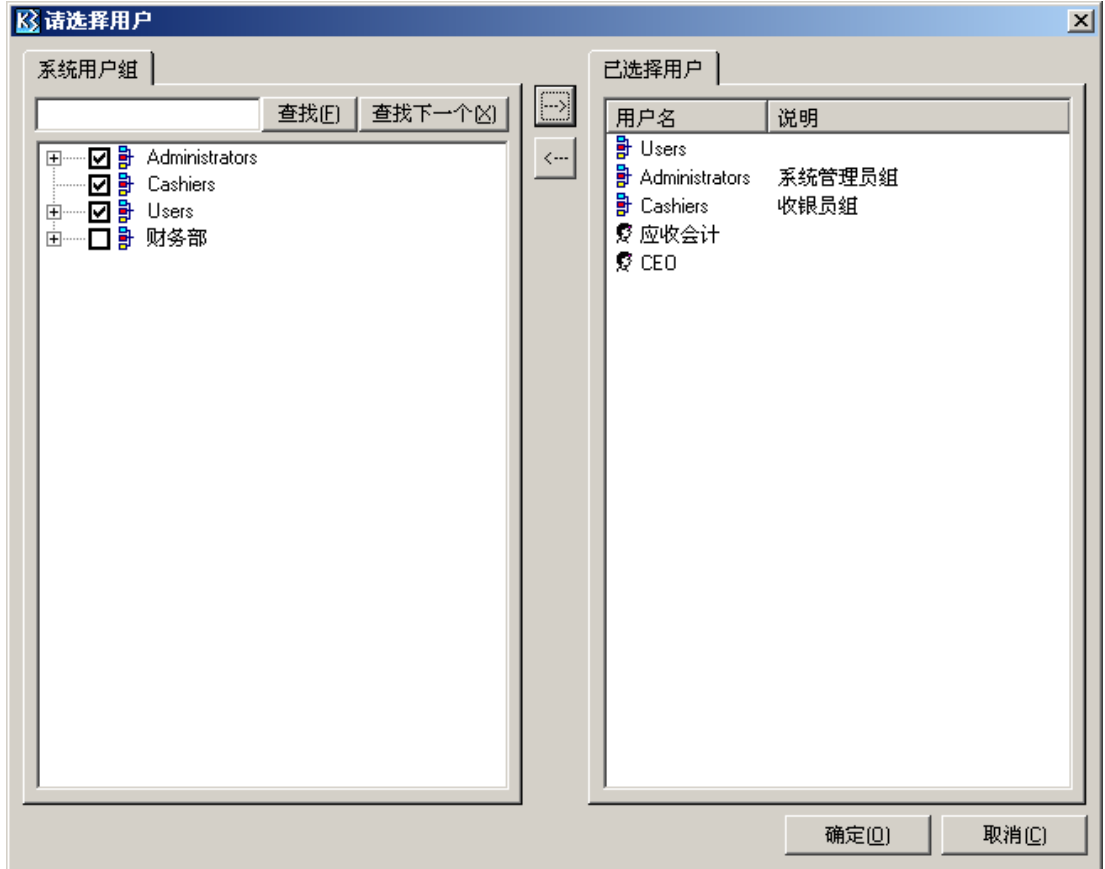 K3 请选择用户
系统用户组
查找(F) 查找下一个(X)
Administrators
Cashiers
Users
财务部
--->
<---
已选择用户
用户名 说明
Users
Administrators 系统管理员组
Cashiers 收银员组
应收会计
CEO
确定(O) 取消(C)